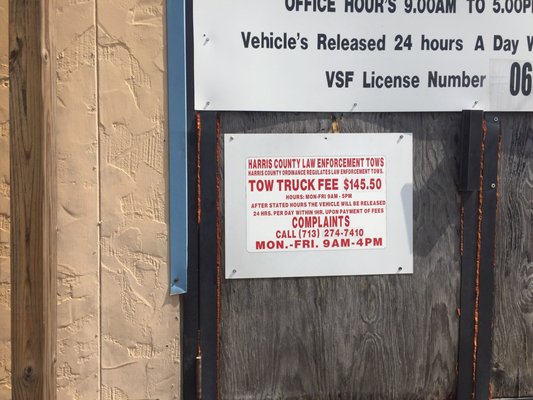 OFFICE HOUR'S 9.00AM TO 5.00P
Vehicle's Released 24 hours A Day
VSF License Number 06
HARRIS COUNTY LAW ENFORCEMENT TOWS
HARRIS COUNTY ORDINANCE REGULATES LAW ENFORCEMENT TOWS.
TOW TRUCK FEE $145.50
HOURS: MON-FRI 9AM - 5PM
AFTER STATED HOURS THE VEHICLE WILL BE RELEASED
24 HRS. PER DAY WITHIN 1HR. UPON PAYMENT OF FEES
COMPLAINTS
CALL (713) 274-7410
MON.-FRI. 9AM-4PM